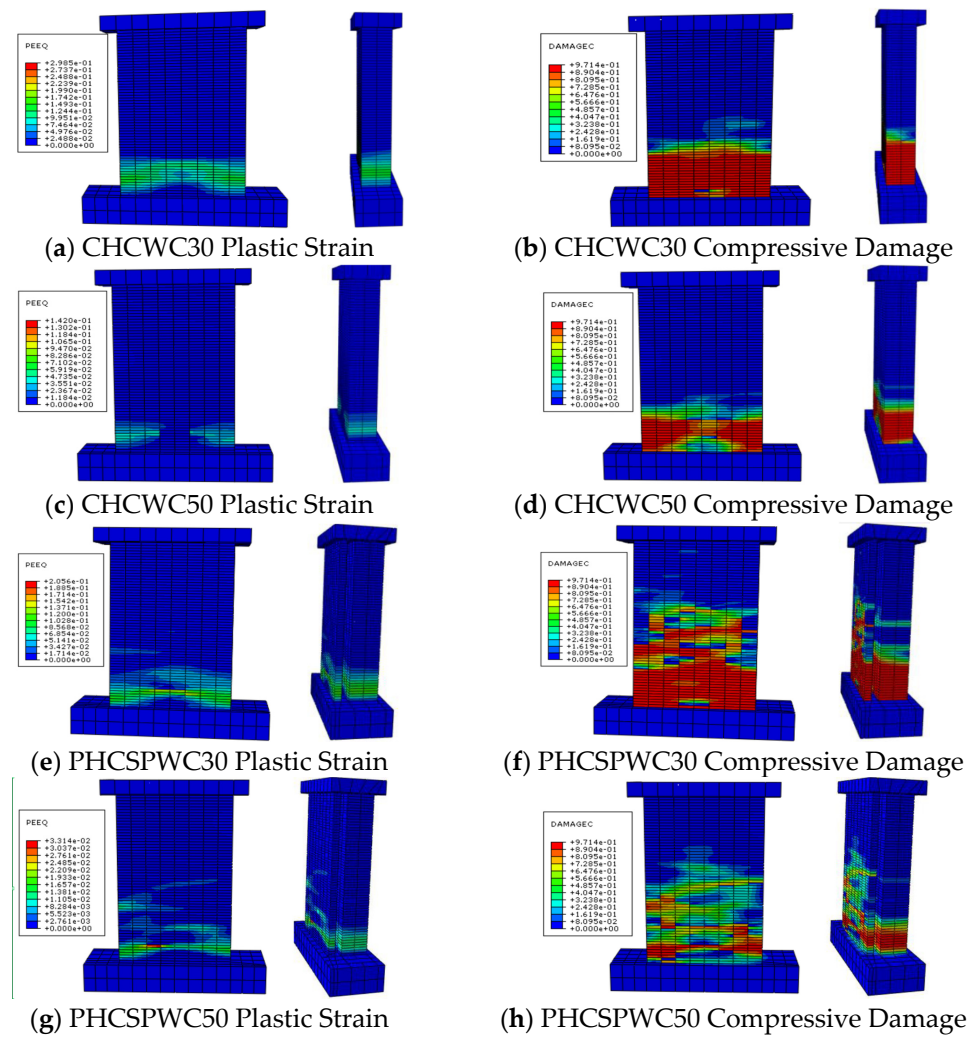 PEEQ
+2.985e-01
+2.737e-01
+2.488e-01
+2.239e-01
+1.990e-01
+1.742e-01
+1.493e-01
+1.244e-01
+9.951e-02
+7.464e-02
+4.976e-02
+2.488e-02
+0.000e+00
DAMAGEC
+9.714e-01
+8.904e-01
+8.095e-01
+7.285e-01
+6.476e-01
+5.666e-01
+4.857e-01
+4.047e-01
+3.238e-01
+2.428e-01
+1.619e-01
+8.095e-02
+0.000e+00
(a) CHCWC30 Plastic Strain
(b) CHCWC30 Compressive Damage
PEEQ
+1.420e-01
+1.302e-01
+1.184e-01
+1.065e-01
+9.470e-02
+8.286e-02
+7.102e-02
+5.919e-02
+4.735e-02
+3.551e-02
+2.367e-02
+1.184e-02
+0.000e+00
DAMAGEC
+9.714e-01
+8.904e-01
+8.095e-01
+7.285e-01
+6.476e-01
+5.666e-01
+4.857e-01
+4.047e-01
+3.238e-01
+2.428e-01
+1.619e-01
+8.095e-02
+0.000e+00
(c) CHCWC50 Plastic Strain
(d) CHCWC50 Compressive Damage
PEEQ
+2.056e-01
+1.885e-01
+1.714e-01
+1.542e-01
+1.371e-01
+1.200e-01
+1.028e-01
+8.568e-02
+6.854e-02
+5.141e-02
+3.427e-02
+1.714e-02
+0.000e+00
DAMAGEC
+9.714e-01
+8.904e-01
+8.095e-01
+7.285e-01
+6.476e-01
+5.666e-01
+4.857e-01
+4.047e-01
+3.238e-01
+2.428e-01
+1.619e-01
+8.095e-02
+0.000e+00
(e) PHCSPWC30 Plastic Strain
(f) PHCSPWC30 Compressive Damage
PEEQ
+3.314e-02
+3.037e-02
+2.761e-02
+2.485e-02
+2.209e-02
+1.933e-02
+1.657e-02
+1.381e-02
+1.105e-02
+8.284e-03
+5.523e-03
+2.761e-03
+0.000e+00
DAMAGEC
+9.714e-01
+8.904e-01
+8.095e-01
+7.285e-01
+6.476e-01
+5.666e-01
+4.857e-01
+4.047e-01
+3.238e-01
+2.428e-01
+1.619e-01
+8.095e-02
+0.000e+00
(g) PHCSPWC50 Plastic Strain
(h) PHCSPWC50 Compressive Damage